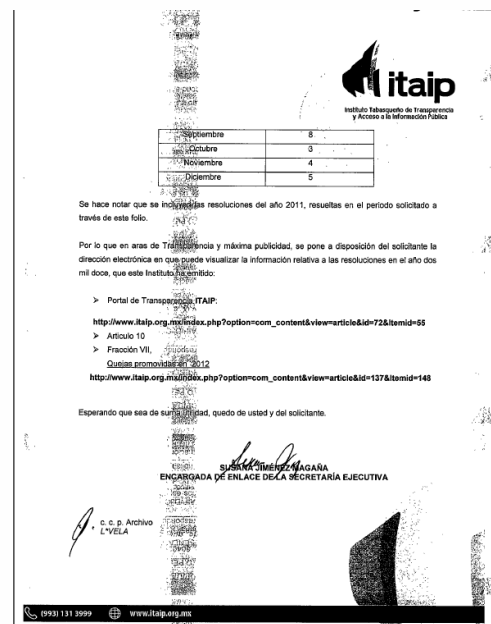 itaip
Instituto Tabasqueño de Transparencia
y Acceso a la Información Pública
Septiembre 8
Octubre 3
Noviembre 4
Diciembre 5
Se hace notar que se las resoluciones del año 2011, resueltas en el período solicitado a
través de este folio.
Por lo que en aras de Transparencia y máxima publicidad, se pone a disposición del solicitante la
dirección electrónica en que puede visualizar la información relativa a las resoluciones en el año dos
mil doce, que este Instituto ha emitido:
➢ Portal de Transparencia ITAIP:
http://www.itaip.org.mx/index.php?option=com_content&view=article&id=72&Itemid=55
➢ Articulo 10
➢ Fracción VII,
Quejas promovidas en 2012
http://www.itaip.org.mx/index.php?option=com_content&view=article&id=137&Itemid=148
Esperando que sea de suma utilidad, quedo de usted y del solicitante.
SUSANA JIMÉNEZ MAGAÑA
ENCARGADA DE ENLACE DE LA SECRETARÍA EJECUTIVA
c. c. p. Archivo
L*VELA
(993) 131 3999 www.itaip.org.mx